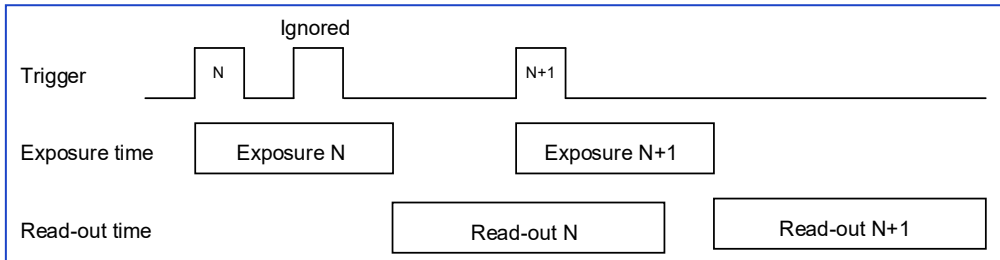 Ignored
Trigger N N+1
Exposure time Exposure N Exposure N+1
Read-out time Read-out N Read-out N+1